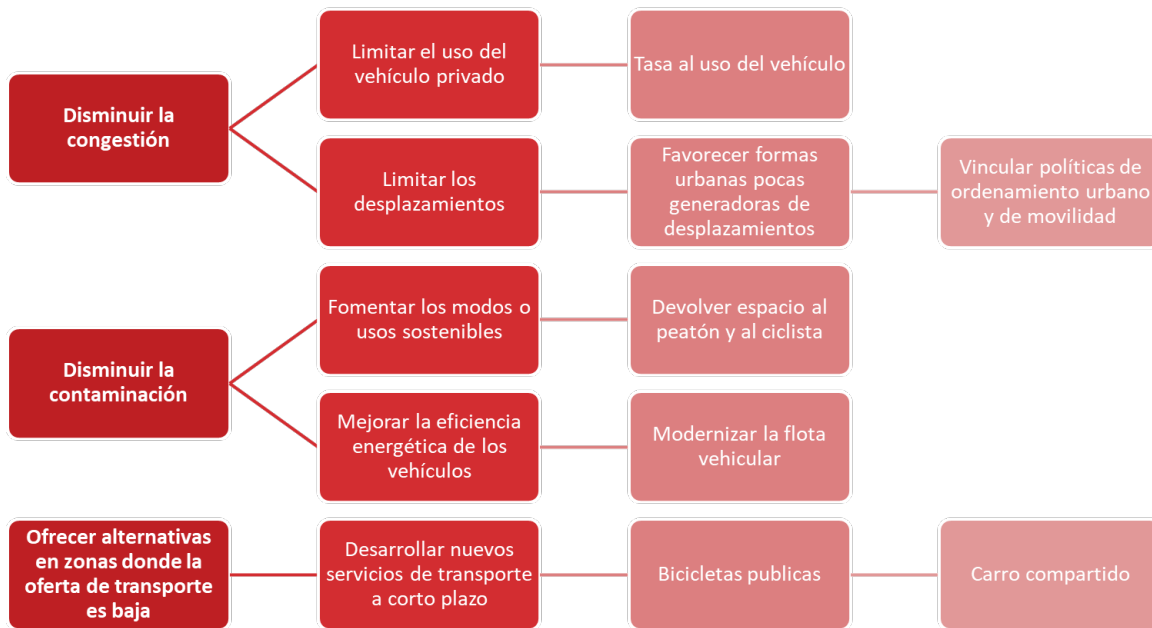 Disminuir la
congestión
Limitar el uso del
vehículo privado
Tasa al uso del vehículo
Limitar los
desplazamientos
Favorecer formas
urbanas pocas
generadoras de
desplazamientos
Vincular políticas de
ordenamiento urbano
y de movilidad
Disminuir la
contaminación
Fomentar los modos o
usos sostenibles
Devolver espacio al
peatón y al ciclista
Mejorar la eficiencia
energética de los
vehículos
Modernizar la flota
vehicular
Ofrecer alternativas
en zonas donde la
oferta de transporte
es baja
Desarrollar nuevos
servicios de transporte
a corto plazo
Bicicletas publicas
Carro compartido